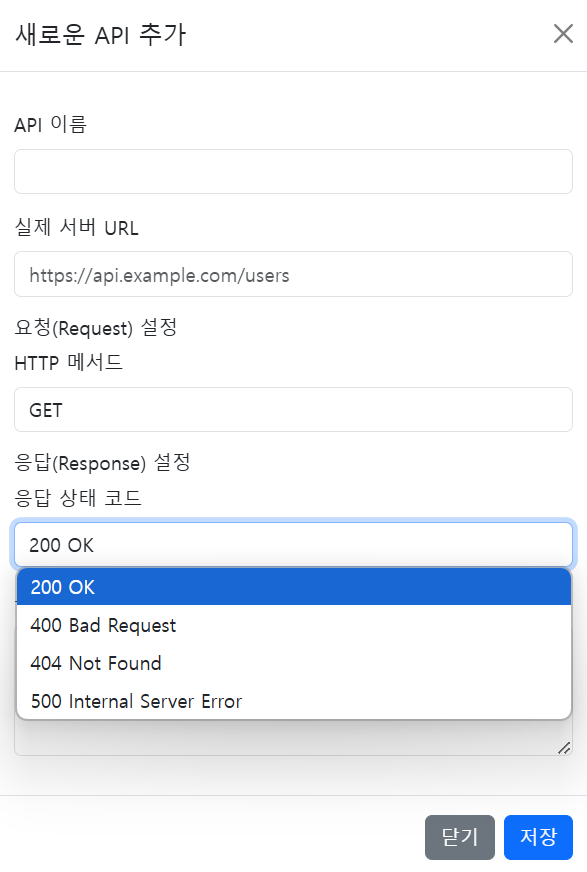 새로운 API 추가
API 이름
실제 서버 URL
https://api.example.com/users
요청(Request) 설정
HTTP 메서드
GET
응답(Response) 설정
응답 상태 코드
200 OK
200 OK
400 Bad Request
404 Not Found
500 Internal Server Error
닫기
저장